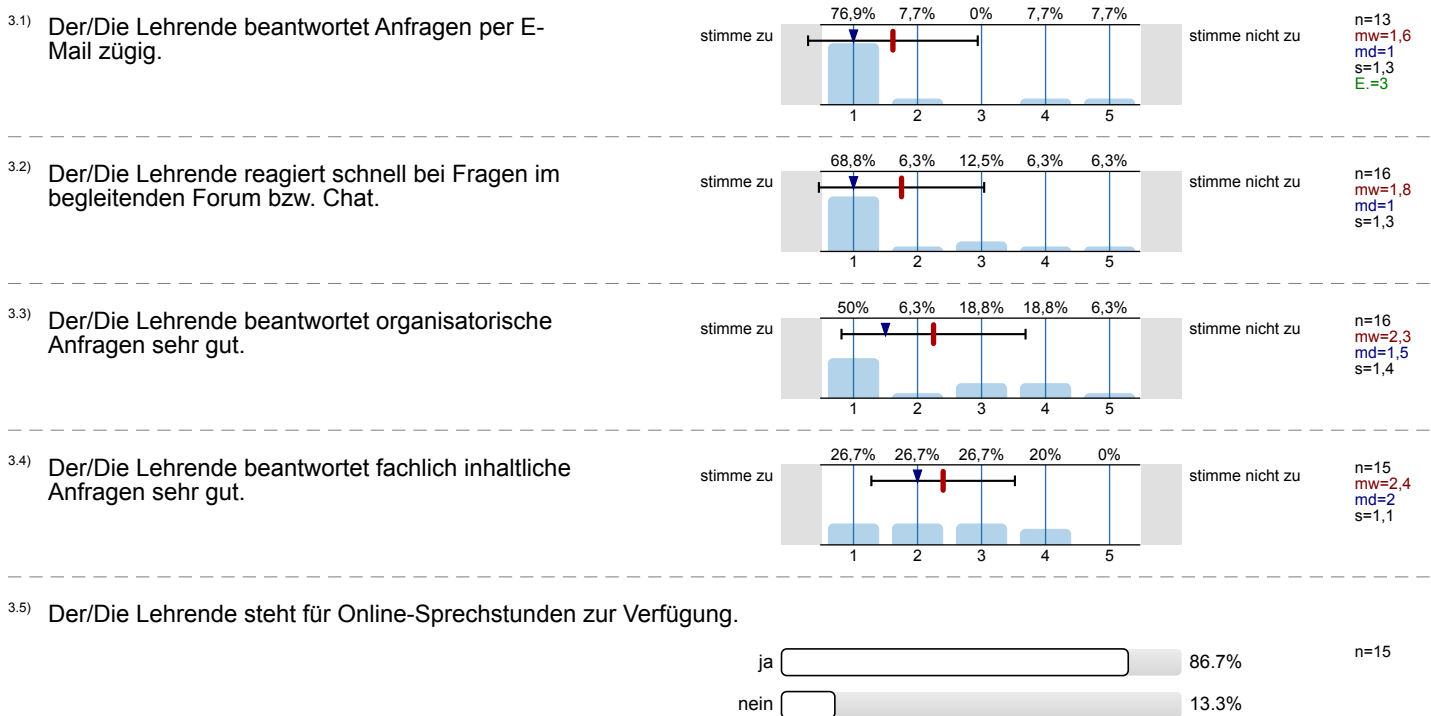 3.1) Der/Die Lehrende beantwortet Anfragen per E-
Mail zügig.
76,9% 7,7% 0% 7,7% 7,7%
stimme zu stimme nicht zu
1 2 3 4 5
n=13
mw=1,6
md=1
s=1,3
E.=3
3.2) Der/Die Lehrende reagiert schnell bei Fragen im
begleitenden Forum bzw. Chat.
68,8% 6,3% 12,5% 6,3% 6,3%
stimme zu stimme nicht zu
1 2 3 4 5
n=16
mw=1,8
md=1
s=1,3
3.3) Der/Die Lehrende beantwortet organisatorische
Anfragen sehr gut.
50% 6,3% 18,8% 18,8% 6,3%
stimme zu stimme nicht zu
1 2 3 4 5
n=16
mw=2,3
md=1,5
s=1,4
3.4) Der/Die Lehrende beantwortet fachlich inhaltliche
Anfragen sehr gut.
26,7% 26,7% 26,7% 20% 0%
stimme zu stimme nicht zu
1 2 3 4 5
n=15
mw=2,4
md=2
s=1,1
3.5) Der/Die Lehrende steht für Online-Sprechstunden zur Verfügung.
ja 86.7%
n=15
nein 13.3%